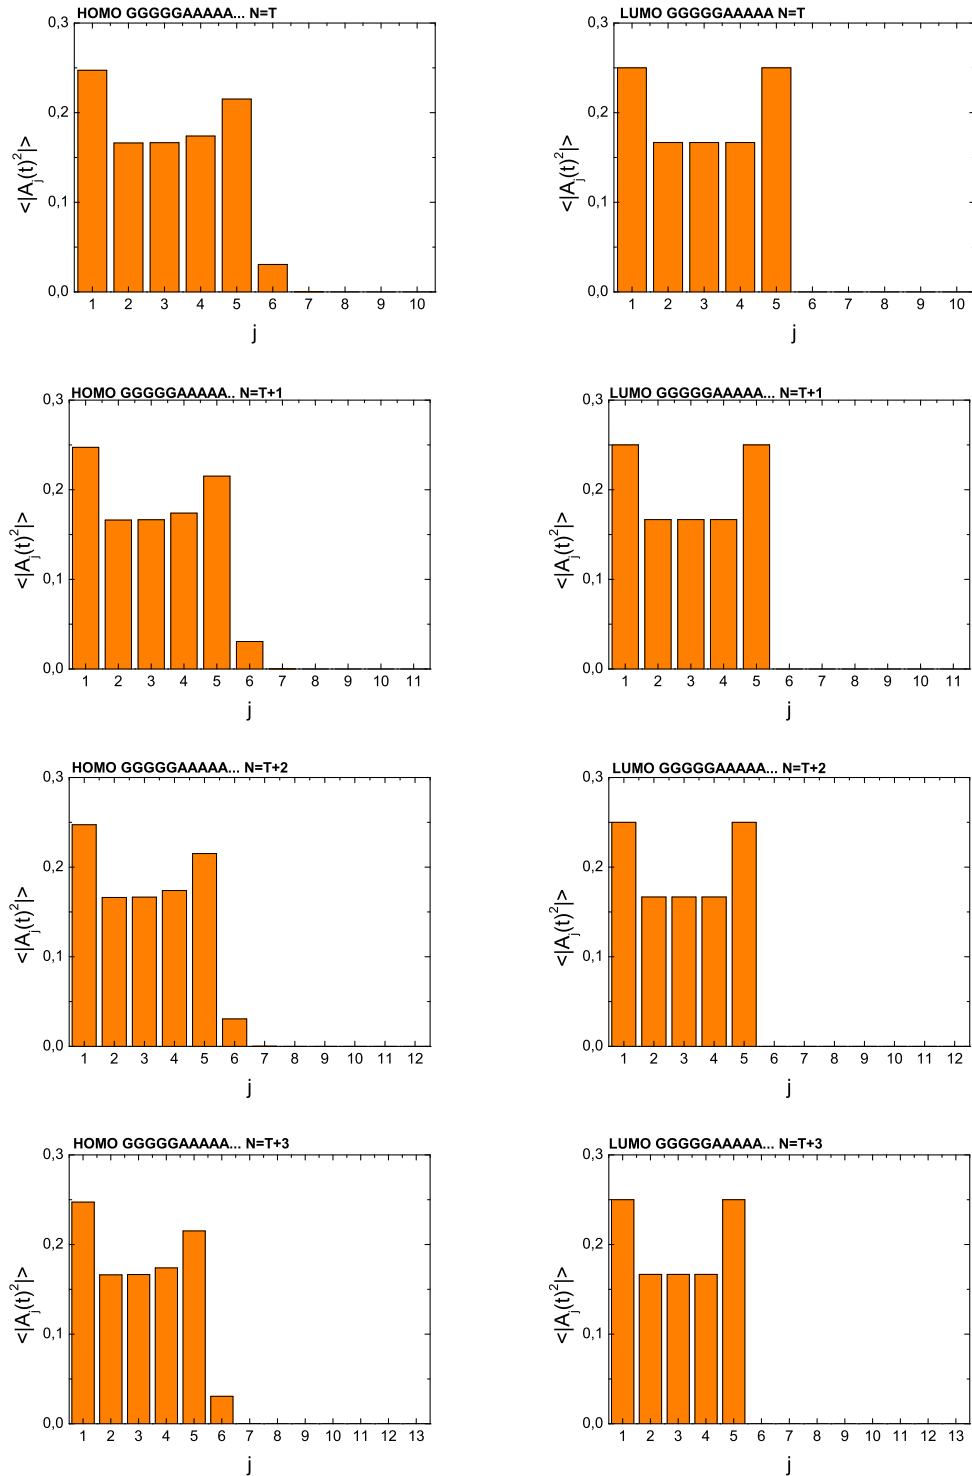 HOMO GGGGGAAAAA... N=T
0,3
0,2
0,1
0,0
<|A_j(t)^2|>
1 2 3 4 5 6 7 8 9 10
j
LUMO GGGGGAAAAA N=T
0,3
0,2
0,1
0,0
<|A_j(t)^2|>
1 2 3 4 5 6 7 8 9 10
j
HOMO GGGGGAAAAA.. N=T+1
0,3
0,2
0,1
0,0
<|A_j(t)^2|>
1 2 3 4 5 6 7 8 9 10 11
j
LUMO GGGGGAAAAA... N=T+1
0,3
0,2
0,1
0,0
<|A_j(t)^2|>
1 2 3 4 5 6 7 8 9 10 11
j
HOMO GGGGGAAAAA... N=T+2
0,3
0,2
0,1
0,0
<|A_j(t)^2|>
1 2 3 4 5 6 7 8 9 10 11 12
j
LUMO GGGGGAAAAA... N=T+2
0,3
0,2
0,1
0,0
<|A_j(t)^2|>
1 2 3 4 5 6 7 8 9 10 11 12
j
HOMO GGGGGAAAAA... N=T+3
0,3
0,2
0,1
0,0
<|A_j(t)^2|>
1 2 3 4 5 6 7 8 9 10 11 12 13
j
LUMO GGGGGAAAAA... N=T+3
0,3
0,2
0,1
0,0
<|A_j(t)^2|>
1 2 3 4 5 6 7 8 9 10 11 12 13
j